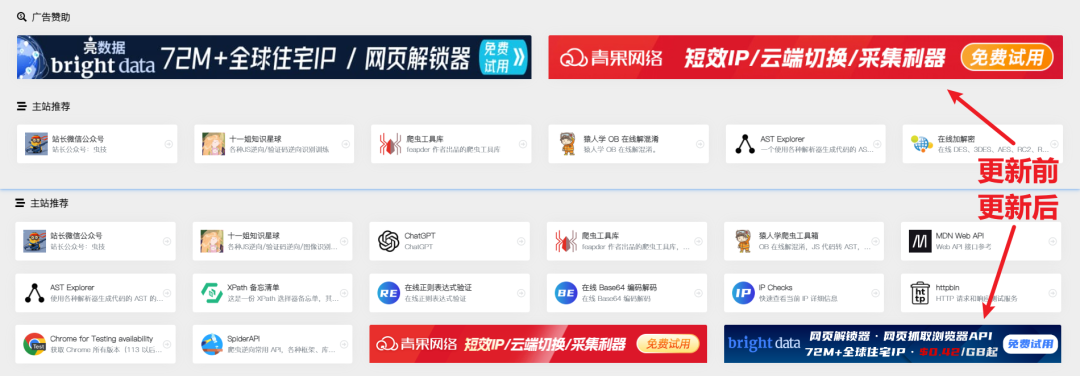 广告赞助
亮数据
bright data
72M+全球住宅IP / 网页解锁器
免费
试用
青果网络
短效IP/云端切换/采集利器
免费试用
主站推荐
站长微信公众号
站长公众号：虫技
十一姐知识星球
各种JS逆向/验证码逆向识别训练
爬虫工具库
feapder 作者出品的爬虫工具库
猿人学 OB 在线解混淆
猿人学 OB 在线解混淆。
AST Explorer
一个使用各种解析器生成代码的 AS...
在线加解密
在线 DES、3DES、AES、RC2、R...
更新前
更新后
主站推荐
站长微信公众号
站长公众号：虫技
十一姐知识星球
各种JS逆向/验证码逆向/图像识别...
ChatGPT
ChatGPT
爬虫工具库
feapder 作者出品的爬虫工具库，...
猿人学爬虫工具箱
OB 在线解混淆，JS 代码转 AST，...
MDN Web API
Web API 接口参考
AST Explorer
使用各种解析器生成代码的 AST 的...
XPath 备忘清单
这是一份 XPath 选择器备忘单，其...
RE
在线正则表达式验证
在线正则表达式验证
BE
在线 Base64 编码解码
在线 Base64 编码解码
IP
IP Checks
快速查看当前 IP 详细信息
htt
p
httpbin
HTTP 请求和响应测试服务
Test
Chrome for Testing availability
获取 Chrome 所有版本（113 以后...
SpiderAPI
爬虫逆向常用 API，各种框架、库...
青果网络
短效IP/云端切换/采集利器
免费试用
bright data
网页解锁器 · 网页抓取浏览器API
72M+全球住宅IP · $0.42/GB起
免费试用